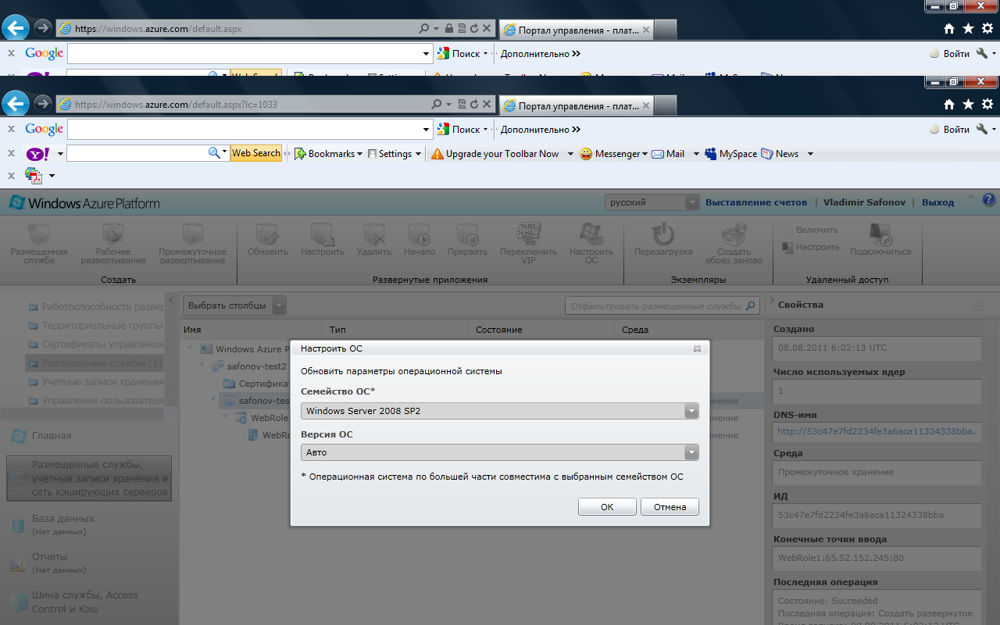 https://windows.azure.com/default.aspx
Портал управления - плат...
x Google Поиск Дополнительно Войти
Web Search
https://windows.azure.com/default.aspx?lc=1033
Портал управления - плат...
x Google Поиск Дополнительно Войти
x Y! Web Search Bookmarks Settings Upgrade your Toolbar Now Messenger Mail MySpace News
x
Windows Azure Platform
русский Выставление счетов | Vladimir Safonov | Выход
Размещенная служба
Рабочее развертывание
Промежуточное развертывание
Обновить
Настроить
Удалить
Начало
Прервать
Переключить VIP
Настроить ОС
Перезагрузка
Создать образ заново
Включить
Настроить
Подключиться
Создать
Развернутые приложения
Экземпляры
Удаленный доступ
Работоспособность развер
Территориальные группы
Сертификаты управления
Размещенные службы (1)
Учетные записи хранения
Управление пользователя
Главная
Размещенные службы,
учетные записи хранения и
сеть кэширующих серверов
База данных
(Нет данных)
Отчеты
(Нет данных)
Шина службы, Access
Control и Кэш
Выбрать столбцы
Отфильтровать размещенные службы
Имя Тип Состояние Среда
Windows Azure P
safonov-test2
Сертификат
safonov-tes
нение
WebRole
нение
WebRo
нение
Настроить ОС
Обновить параметры операционной системы
Семейство ОС*
Windows Server 2008 SP2
Версия ОС
Авто
* Операционная система по большей части совместима с выбранным семейством ОС
ОК Отмена
Свойства
Создано
08.08.2011 6:02:13 UTC
Число используемых ядер
1
DNS-имя
http://53c47e7fd2234fe3a6aca11324338bba.
Среда
Промежуточное хранение
ИД
53c47e7fd2234fe3a6aca11324338bba
Конечные точки ввода
WebRole1:65.52.152.245:80
Последняя операция
Состояние: Succeeded
Последняя операция: Создать развернутое